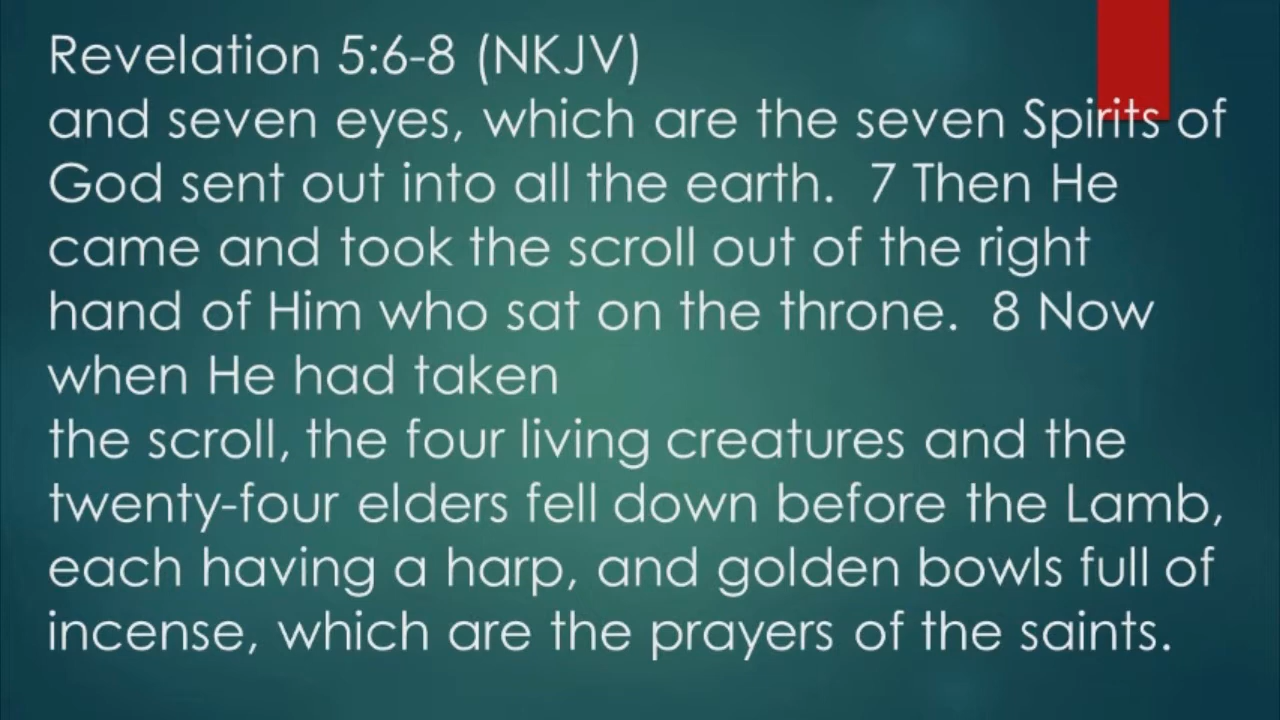 Revelation 5:6-8 (NKJV)
and seven eyes, which are the seven Spirits of
God sent out into all the earth.  7 Then He
came and took the scroll out of the right
hand of Him who sat on the throne.  8 Now
when He had taken
the scroll, the four living creatures and the
twenty-four elders fell down before the Lamb,
each having a harp, and golden bowls full of
incense, which are the prayers of the saints.